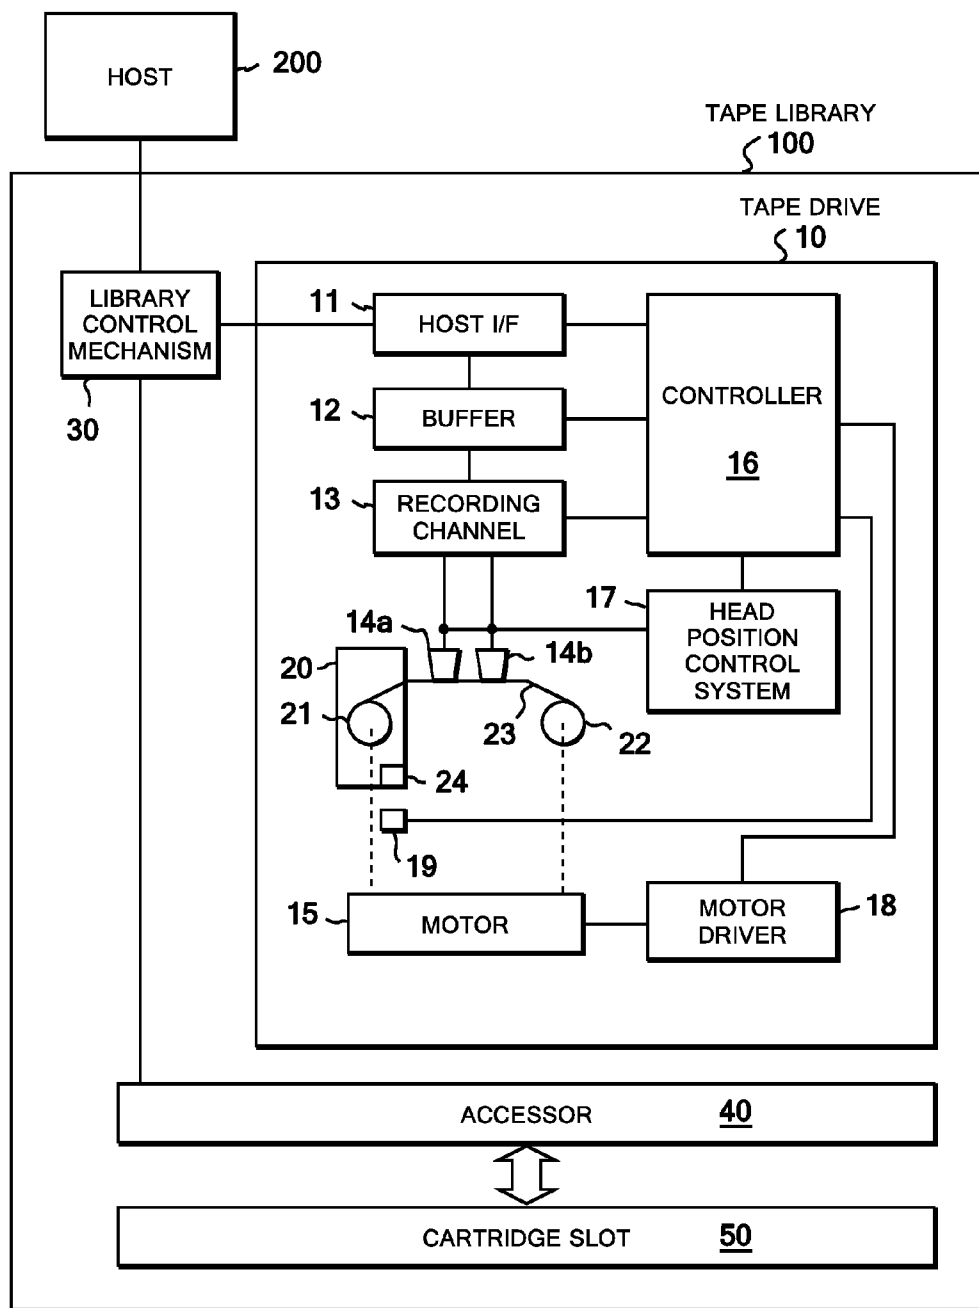 HOST
200
TAPE LIBRARY
100
TAPE DRIVE
10
LIBRARY
CONTROL
MECHANISM
30
11
HOST I/F
12
BUFFER
13
RECORDING
CHANNEL
CONTROLLER
16
17
HEAD
POSITION
CONTROL
SYSTEM
14a
14b
20
21
23
22
24
19
15
MOTOR
MOTOR
DRIVER
18
ACCESSOR
40
CARTRIDGE SLOT
50